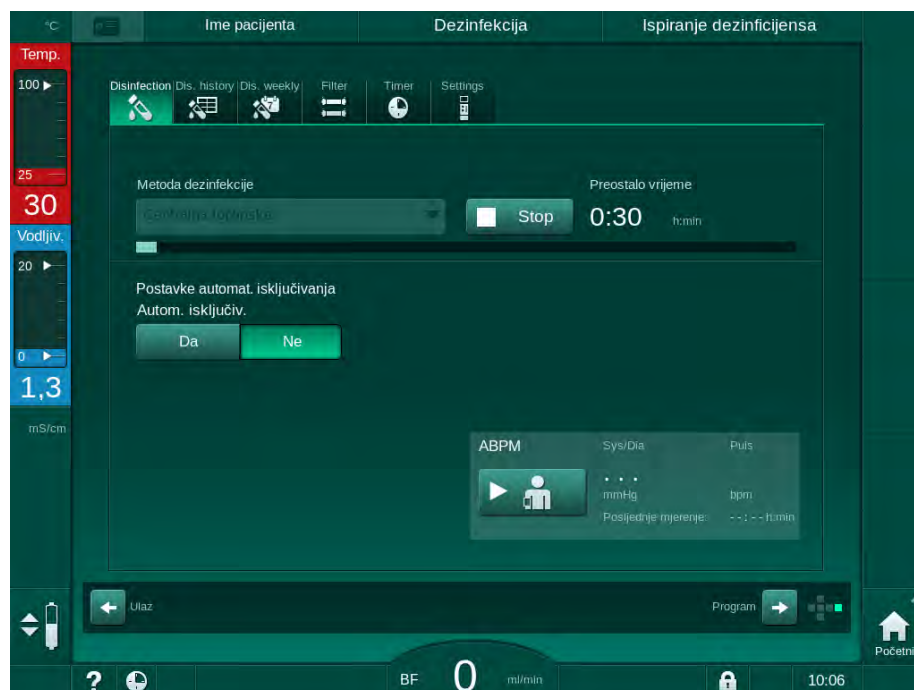 °C
Ime pacijenta
Dezinfekcija
Ispiranje dezinficijensa
Temp.
100
25
30
Vodljiv.
20
0
1,3
mS/cm
Disinfection Dis. history Dis. weekly Filter Timer Settings
7
Metoda dezinfekcije
Preostalo vrijeme
Stop
0:30 h:min
Postavke automat. isključivanja
Autom. isključiv.
Da Ne
ABPM Sys/Dia Puls
. . .
mmHg bpm
Posljednje mjerenje: --:-- h:min
Ulaz
Program
Početni
?
BF 0 ml/min
10:06